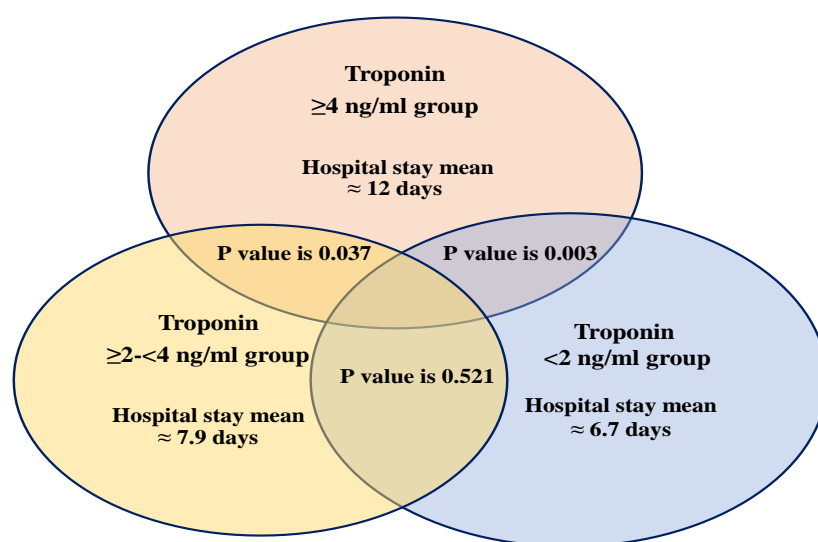 Troponin
≥4 ng/ml group
Hospital stay mean
≈ 12 days
P value is 0.037
P value is 0.003
Troponin
≥2-<4 ng/ml group
Hospital stay mean
≈ 7.9 days
P value is 0.521
Troponin
<2 ng/ml group
Hospital stay mean
≈ 6.7 days